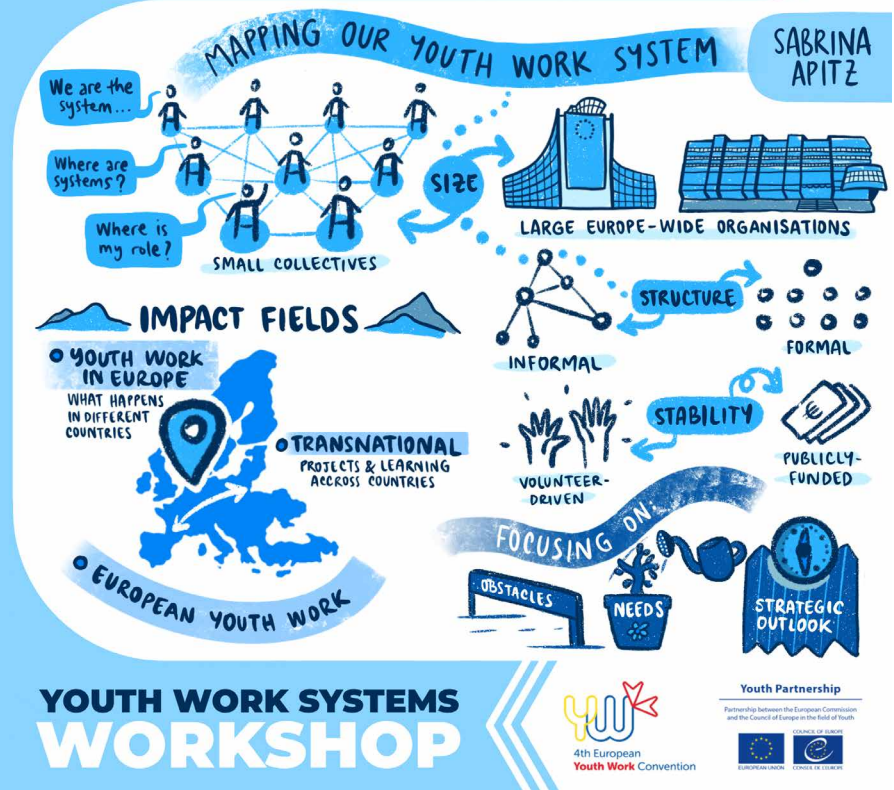 MAPPING OUR YOUTH WORK SYSTEM
SABRINA
APITZ
We are the
system...
Where are
systems?
Where is
my role?
SMALL COLLECTIVES
SIZE
LARGE EUROPE-WIDE ORGANISATIONS
IMPACT FIELDS
YOUTH WORK
IN EUROPE
WHAT HAPPENS
IN DIFFERENT
COUNTRIES
TRANSNATIONAL
PROJECTS & LEARNING
ACCROSS COUNTRIES
EUROPEAN YOUTH WORK
INFORMAL
STRUCTURE
FORMAL
VOLUNTEER-
DRIVEN
STABILITY
€
PUBLICLY-
FUNDED
FOCUSING ON:
OBSTACLES
NEEDS
STRATEGIC
OUTLOOK
YOUTH WORK SYSTEMS
WORKSHOP
YW
4th European
Youth Work Convention
Youth Partnership
Partnership between the European Commission
and the Council of Europe in the field of Youth
COUNCIL OF EUROPE
EUROPEAN UNION
CONSEIL DE L'EUROPE